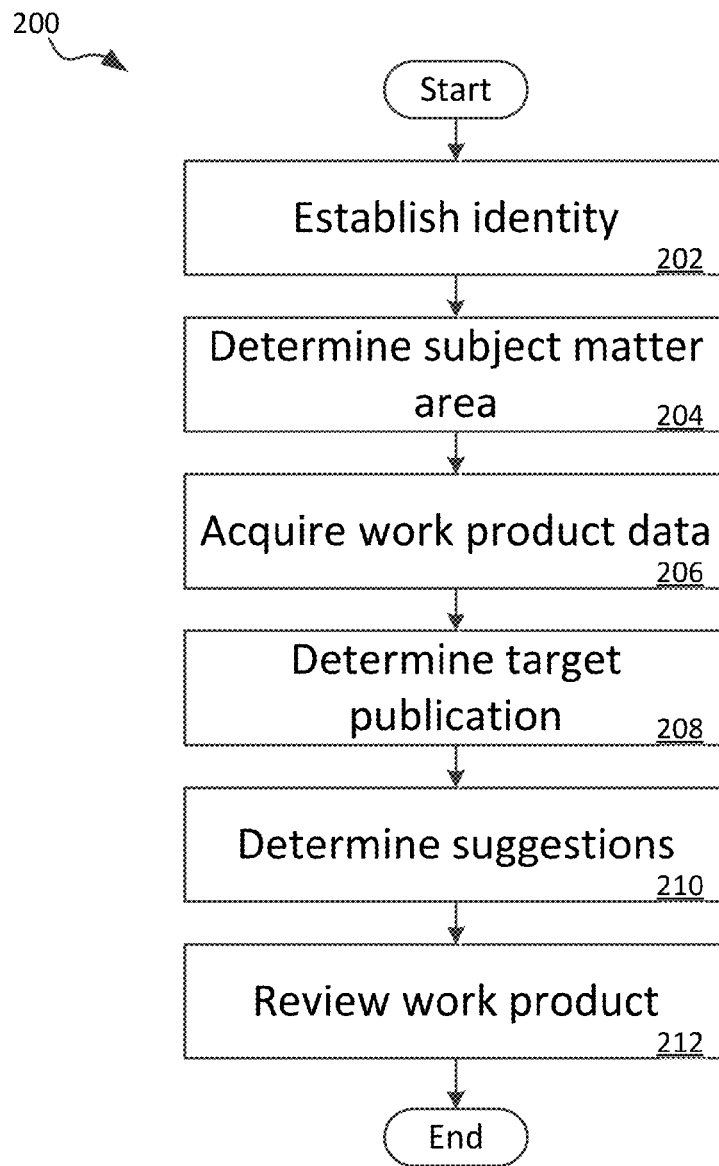 200
Start
Establish identity
202
Determine subject matter
area
204
Acquire work product data
206
Determine target
publication
208
Determine suggestions
210
Review work product
212
End